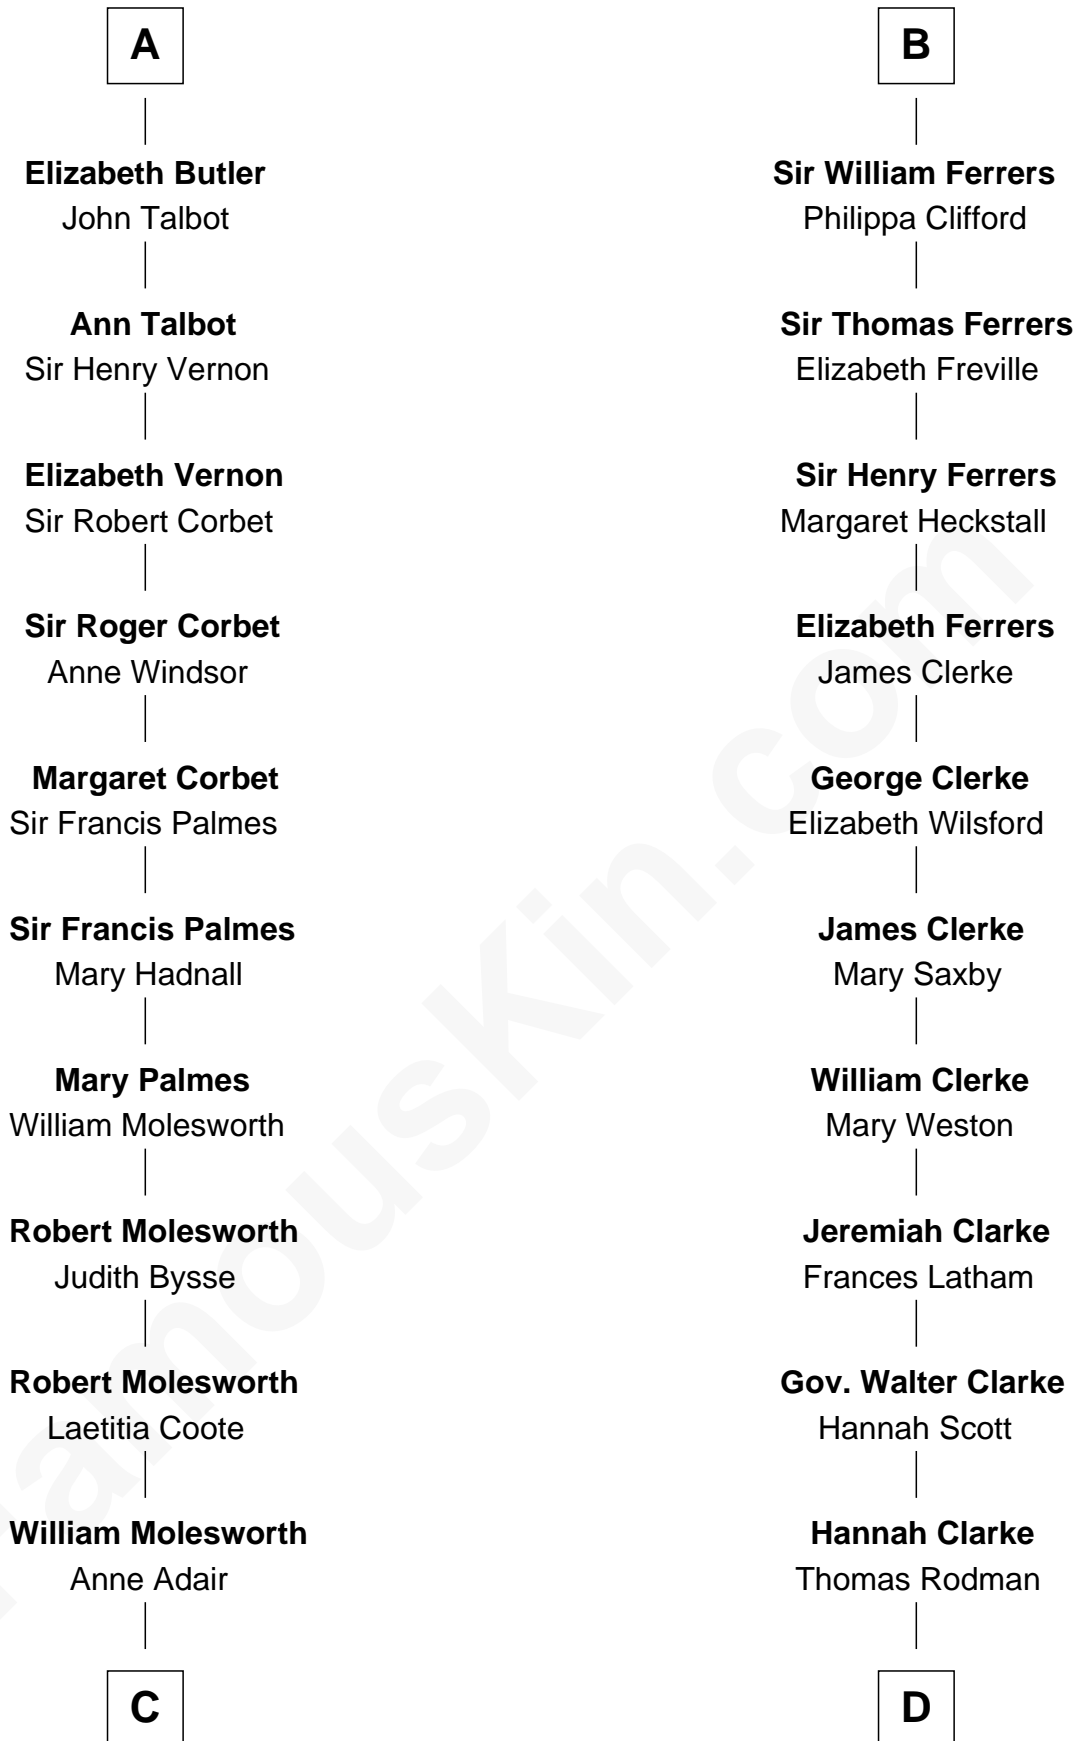 A
Elizabeth Butler
John Talbot
Ann Talbot
Sir Henry Vernon
Elizabeth Vernon
Sir Robert Corbet
Sir Roger Corbet
Anne Windsor
Margaret Corbet
Sir Francis Palmes
Sir Francis Palmes
Mary Hadnall
Mary Palmes
William Molesworth
Robert Molesworth
Judith Bysse
Robert Molesworth
Laetitia Coote
William Molesworth
Anne Adair
C
B
Sir William Ferrers
Philippa Clifford
Sir Thomas Ferrers
Elizabeth Freville
Sir Henry Ferrers
Margaret Heckstall
Elizabeth Ferrers
James Clerke
George Clerke
Elizabeth Wilsford
James Clerke
Mary Saxby
William Clerke
Mary Weston
Jeremiah Clarke
Frances Latham
Gov. Walter Clarke
Hannah Scott
Hannah Clarke
Thomas Rodman
D
FamousKin.com